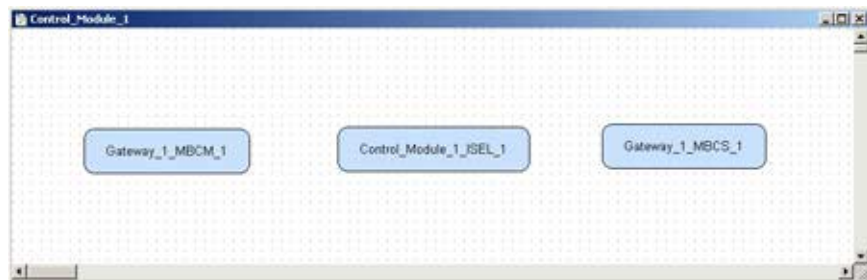 Control_Module_1
Gateway_1_MBCM_1
Control_Module_1_ISEL_1
Gateway_1_MBCS_1